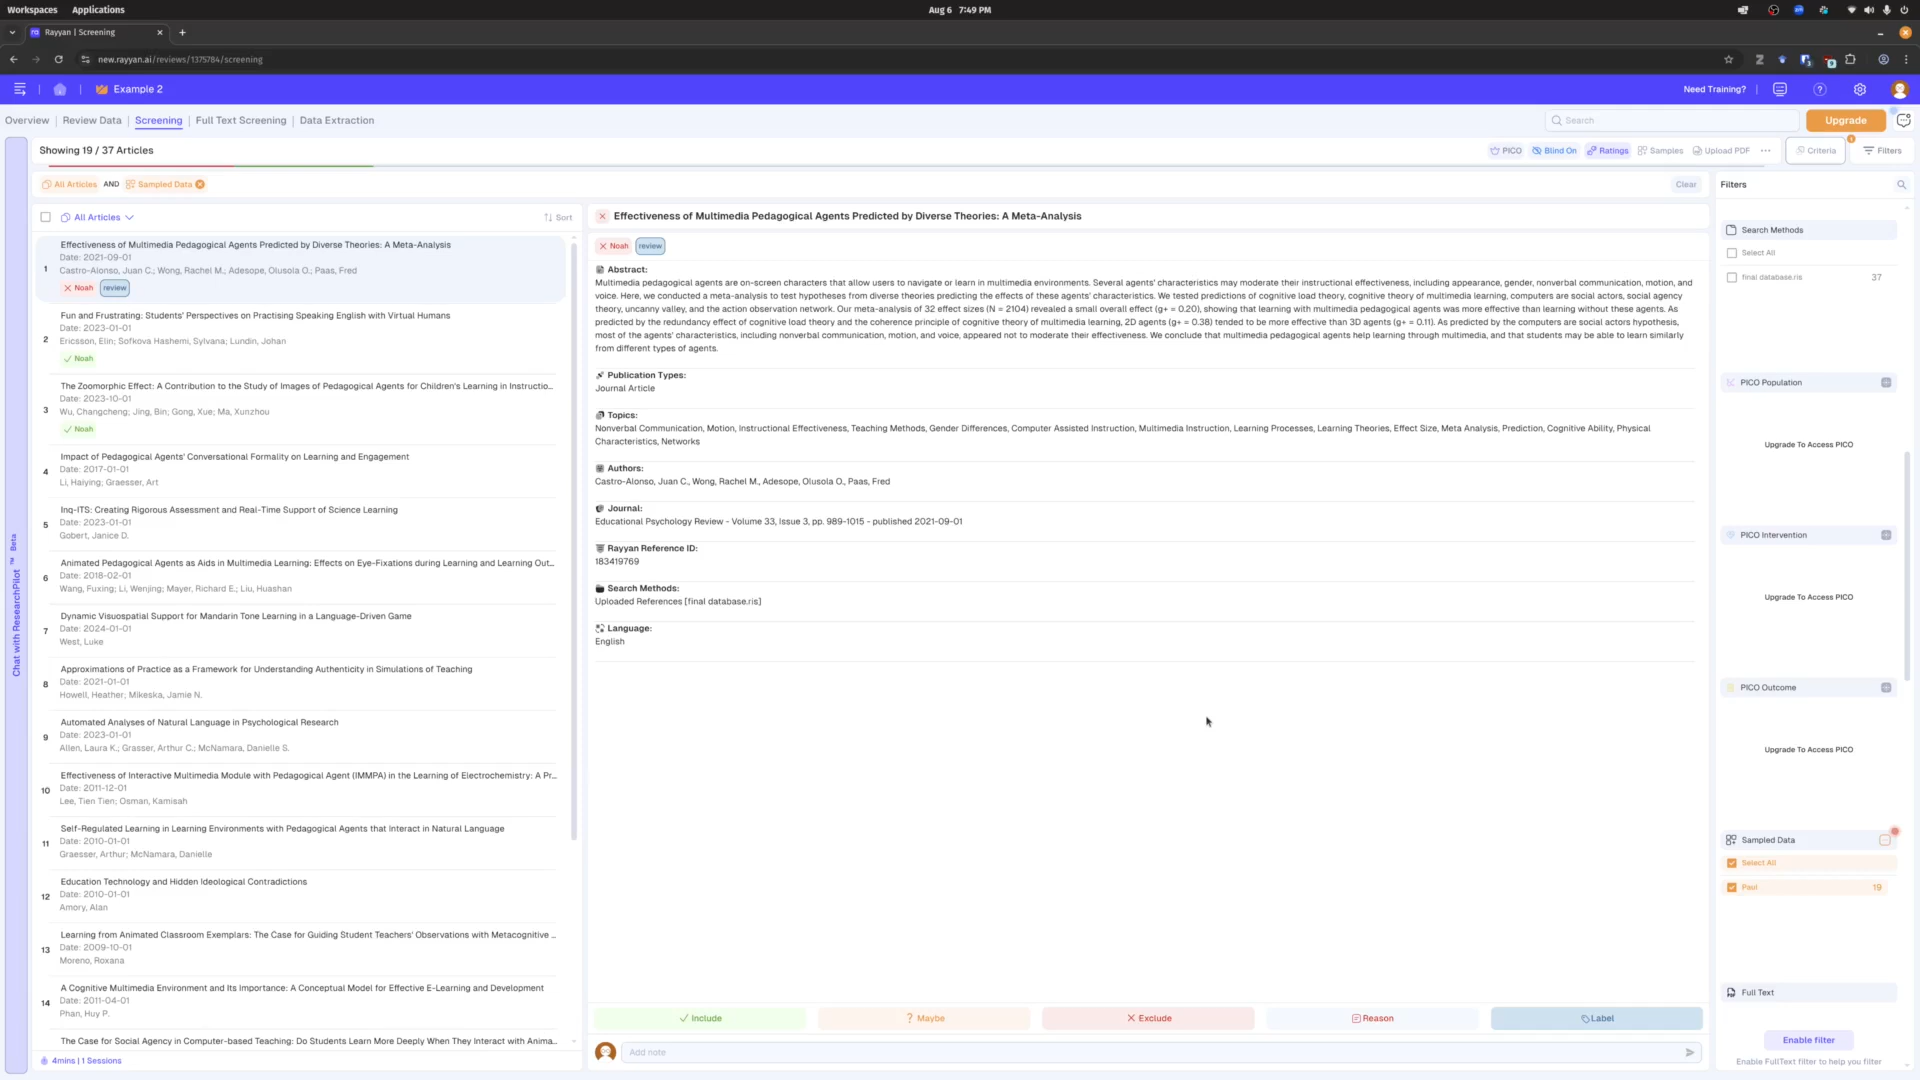 Workspaces Applications
Aug 6 7:49 PM
Rayyan | Screening
new.rayyan.ai/reviews/1375784/screening
Example 2
Need Training?
Overview | Review Data | Screening | Full Text Screening | Data Extraction
Search
Upgrade
Showing 19 / 37 Articles
PICO Blind On Ratings Samples Upload PDF Criteria Filters
All Articles AND Sampled Data
Clear
Filters
All Articles
Sort
1
Effectiveness of Multimedia Pedagogical Agents Predicted by Diverse Theories: A Meta-Analysis
Date: 2021-09-01
Castro-Alonso, Juan C.; Wong, Rachel M.; Adesope, Olusola O.; Paas, Fred
Noah review
2
Fun and Frustrating: Students' Perspectives on Practising Speaking English with Virtual Humans
Date: 2023-01-01
Ericsson, Elin; Sofkova Hashemi, Sylvana; Lundin, Johan
Noah
3
The Zoomorphic Effect: A Contribution to the Study of Images of Pedagogical Agents for Children's Learning in Instructio...
Date: 2023-10-01
Wu, Changcheng; Jing, Bin; Gong, Xue; Ma, Xunzhou
Noah
4
Impact of Pedagogical Agents' Conversational Formality on Learning and Engagement
Date: 2017-01-01
Li, Haiying; Graesser, Art
5
Inq-ITS: Creating Rigorous Assessment and Real-Time Support of Science Learning
Date: 2023-01-01
Gobert, Janice D.
6
Animated Pedagogical Agents as Aids in Multimedia Learning: Effects on Eye-Fixations during Learning and Learning Out...
Date: 2018-02-01
Wang, Fuxing; Li, Wenjing; Mayer, Richard E.; Liu, Huashan
7
Dynamic Visuospatial Support for Mandarin Tone Learning in a Language-Driven Game
Date: 2024-01-01
West, Luke
8
Approximations of Practice as a Framework for Understanding Authenticity in Simulations of Teaching
Date: 2021-01-01
Howell, Heather; Mikeska, Jamie N.
9
Automated Analyses of Natural Language in Psychological Research
Date: 2023-01-01
Allen, Laura K.; Grasser, Arthur C.; McNamara, Danielle S.
10
Effectiveness of Interactive Multimedia Module with Pedagogical Agent (IMMPA) in the Learning of Electrochemistry: A Pr...
Date: 2011-12-01
Lee, Tien Tien; Osman, Kamisah
11
Self-Regulated Learning in Learning Environments with Pedagogical Agents that Interact in Natural Language
Date: 2010-01-01
Graesser, Arthur; McNamara, Danielle
12
Education Technology and Hidden Ideological Contradictions
Date: 2010-01-01
Amory, Alan
13
Learning from Animated Classroom Exemplars: The Case for Guiding Student Teachers' Observations with Metacognitive ...
Date: 2009-10-01
Moreno, Roxana
14
A Cognitive Multimedia Environment and Its Importance: A Conceptual Model for Effective E-Learning and Development
Date: 2011-04-01
Phan, Huy P.
The Case for Social Agency in Computer-based Teaching: Do Students Learn More Deeply When They Interact with Anima...
4mins | 1 Sessions
Chat with ResearchPilot ™ Beta
Effectiveness of Multimedia Pedagogical Agents Predicted by Diverse Theories: A Meta-Analysis
Noah review
Abstract:
Multimedia pedagogical agents are on-screen characters that allow users to navigate or learn in multimedia environments. Several agents' characteristics may moderate their instructional effectiveness, including appearance, gender, nonverbal communication, motion, and
voice. Here, we conducted a meta-analysis to test hypotheses from diverse theories predicting the effects of these agents' characteristics. We tested predictions of cognitive load theory, cognitive theory of multimedia learning, computers are social actors, social agency
theory, uncanny valley, and the action observation network. Our meta-analysis of 32 effect sizes (N = 2104) revealed a small overall effect (g+ = 0.20), showing that learning with multimedia pedagogical agents was more effective than learning without these agents. As
predicted by the redundancy effect of cognitive load theory and the coherence principle of cognitive theory of multimedia learning, 2D agents (g+ = 0.38) tended to be more effective than 3D agents (g+ = 0.11). As predicted by the computers are social actors hypothesis,
most of the agents' characteristics, including nonverbal communication, motion, and voice, appeared not to moderate their effectiveness. We conclude that multimedia pedagogical agents help learning through multimedia, and that students may be able to learn similarly
from different types of agents.
Publication Types:
Journal Article
Topics:
Nonverbal Communication, Motion, Instructional Effectiveness, Teaching Methods, Gender Differences, Computer Assisted Instruction, Multimedia Instruction, Learning Processes, Learning Theories, Effect Size, Meta Analysis, Prediction, Cognitive Ability, Physical
Characteristics, Networks
Authors:
Castro-Alonso, Juan C., Wong, Rachel M., Adesope, Olusola O., Paas, Fred
Journal:
Educational Psychology Review - Volume 33, Issue 3, pp. 989-1015 - published 2021-09-01
Rayyan Reference ID:
183419769
Search Methods:
Uploaded References [final database.ris]
Language:
English
Include
? Maybe
Exclude
Reason
Label
Add note
Search Methods
Select All
final database.ris 37
PICO Population
Upgrade To Access PICO
PICO Intervention
Upgrade To Access PICO
PICO Outcome
Upgrade To Access PICO
Sampled Data
Select All
Paul 19
Full Text
Enable filter
Enable FullText filter to help you filter